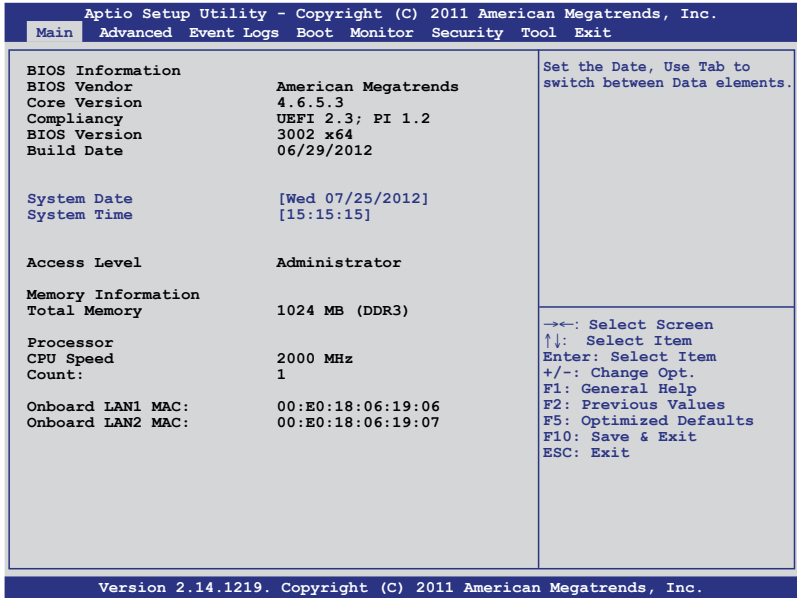 Aptio Setup Utility - Copyright (C) 2011 American Megatrends, Inc.
Main Advanced Event Logs Boot Monitor Security Tool Exit
BIOS Information
BIOS Vendor American Megatrends
Core Version 4.6.5.3
Compliancy UEFI 2.3; PI 1.2
BIOS Version 3002 x64
Build Date 06/29/2012
System Date [Wed 07/25/2012]
System Time [15:15:15]
Access Level Administrator
Memory Information
Total Memory 1024 MB (DDR3)
Processor
CPU Speed 2000 MHz
Count: 1
Onboard LAN1 MAC: 00:E0:18:06:19:06
Onboard LAN2 MAC: 00:E0:18:06:19:07
Set the Date, Use Tab to
switch between Data elements.
→←: Select Screen
↑↓: Select Item
Enter: Select Item
+/-: Change Opt.
F1: General Help
F2: Previous Values
F5: Optimized Defaults
F10: Save & Exit
ESC: Exit
Version 2.14.1219. Copyright (C) 2011 American Megatrends, Inc.